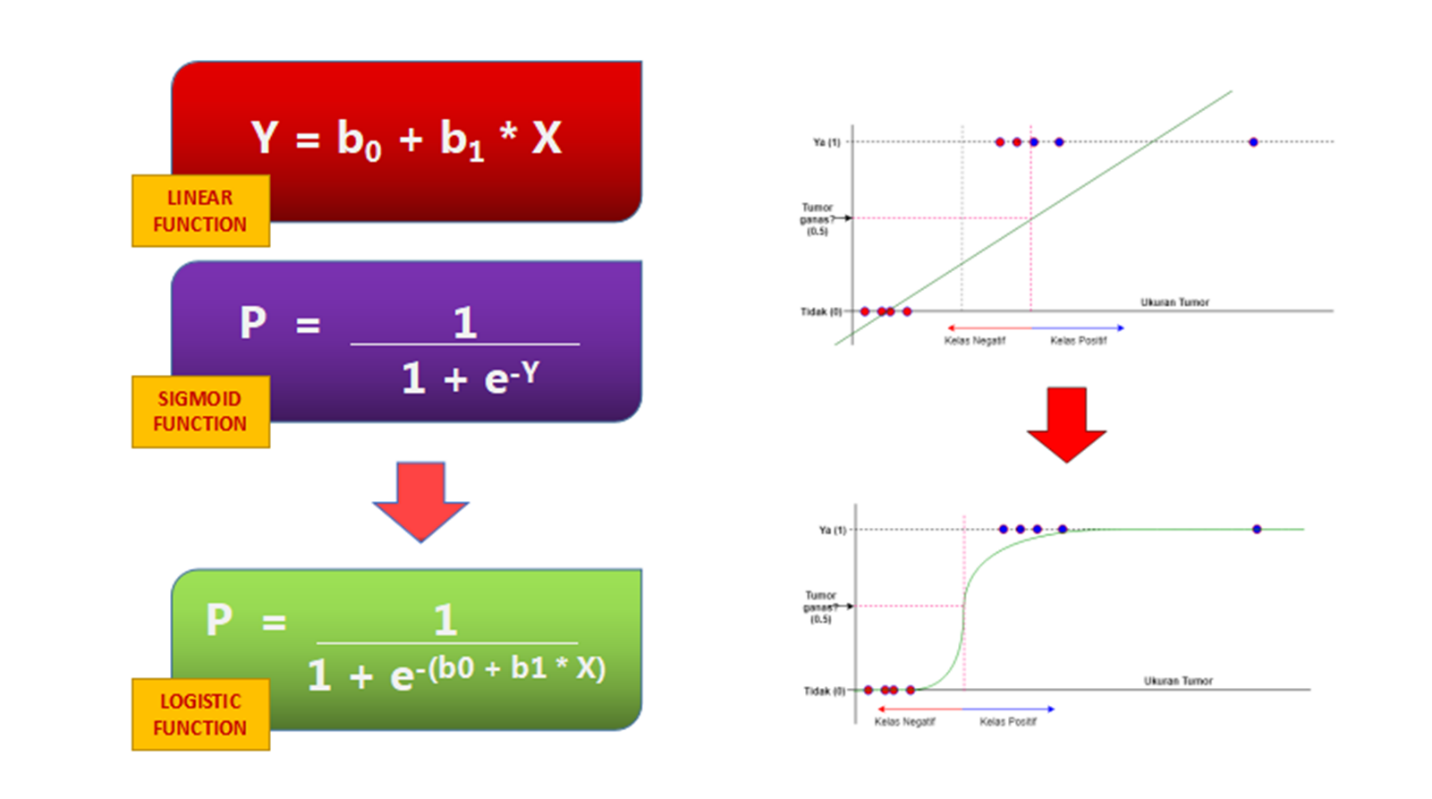 Y = b₀ + b₁ * X
LINEAR
FUNCTION
P = 1
1 + e^-Y
SIGMOID
FUNCTION
P = 1
1 + e^-(b0 + b1 * X)
LOGISTIC
FUNCTION
Ya (1)
Tumor
ganas?
(0.5)
Tidak (0)
Ukuran Tumor
Kelas Negatif
Kelas Positif
Ya (1)
Tumor
ganas?
(0.5)
Tidak (0)
Ukuran Tumor
Kelas Negatif
Kelas Positif